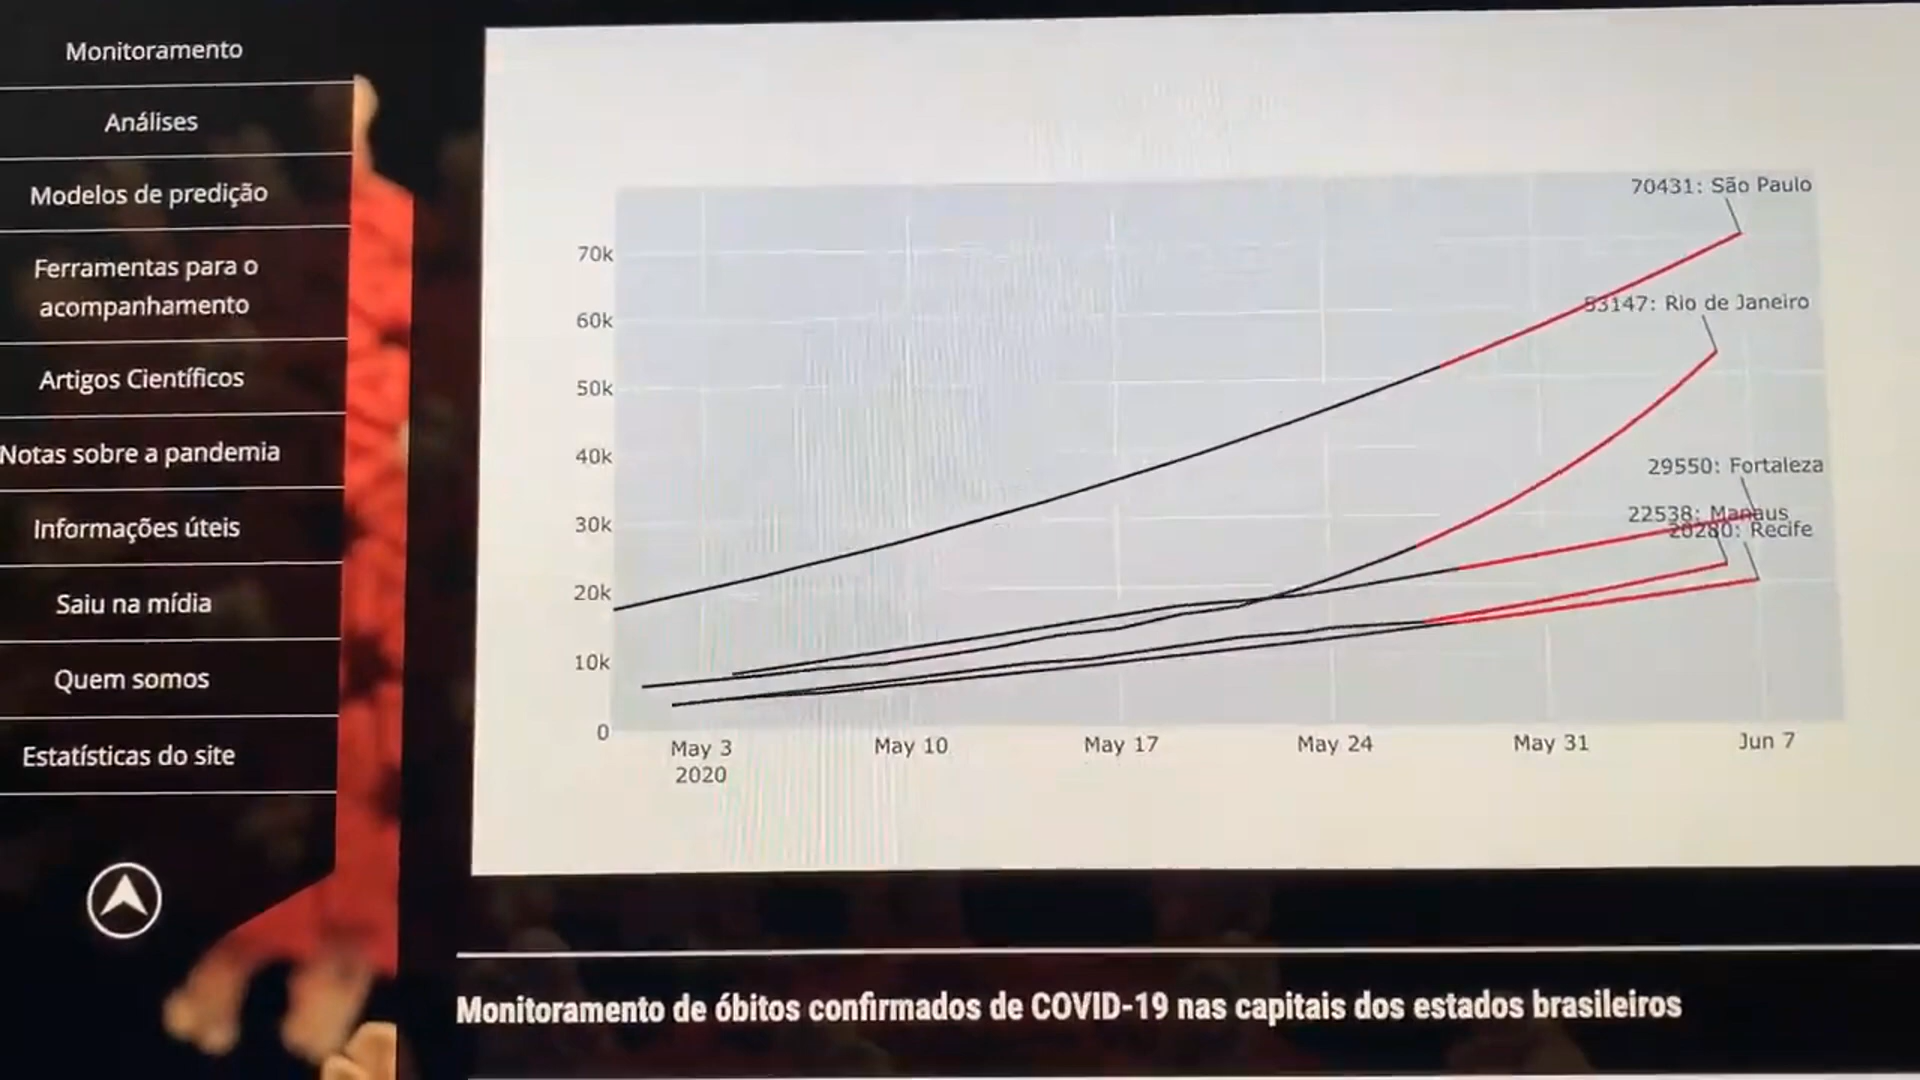 Monitoramento
Análises
Modelos de predição
Ferramentas para o
acompanhamento
Artigos Científicos
Notas sobre a pandemia
Informações úteis
Saiu na mídia
Quem somos
Estatísticas do site
70431: São Paulo
53147: Rio de Janeiro
29550: Fortaleza
22538: Manaus
20280: Recife
70k
60k
50k
40k
30k
20k
10k
0
May 3
2020
May 10
May 17
May 24
May 31
Jun 7
Monitoramento de óbitos confirmados de COVID-19 nas capitais dos estados brasileiros